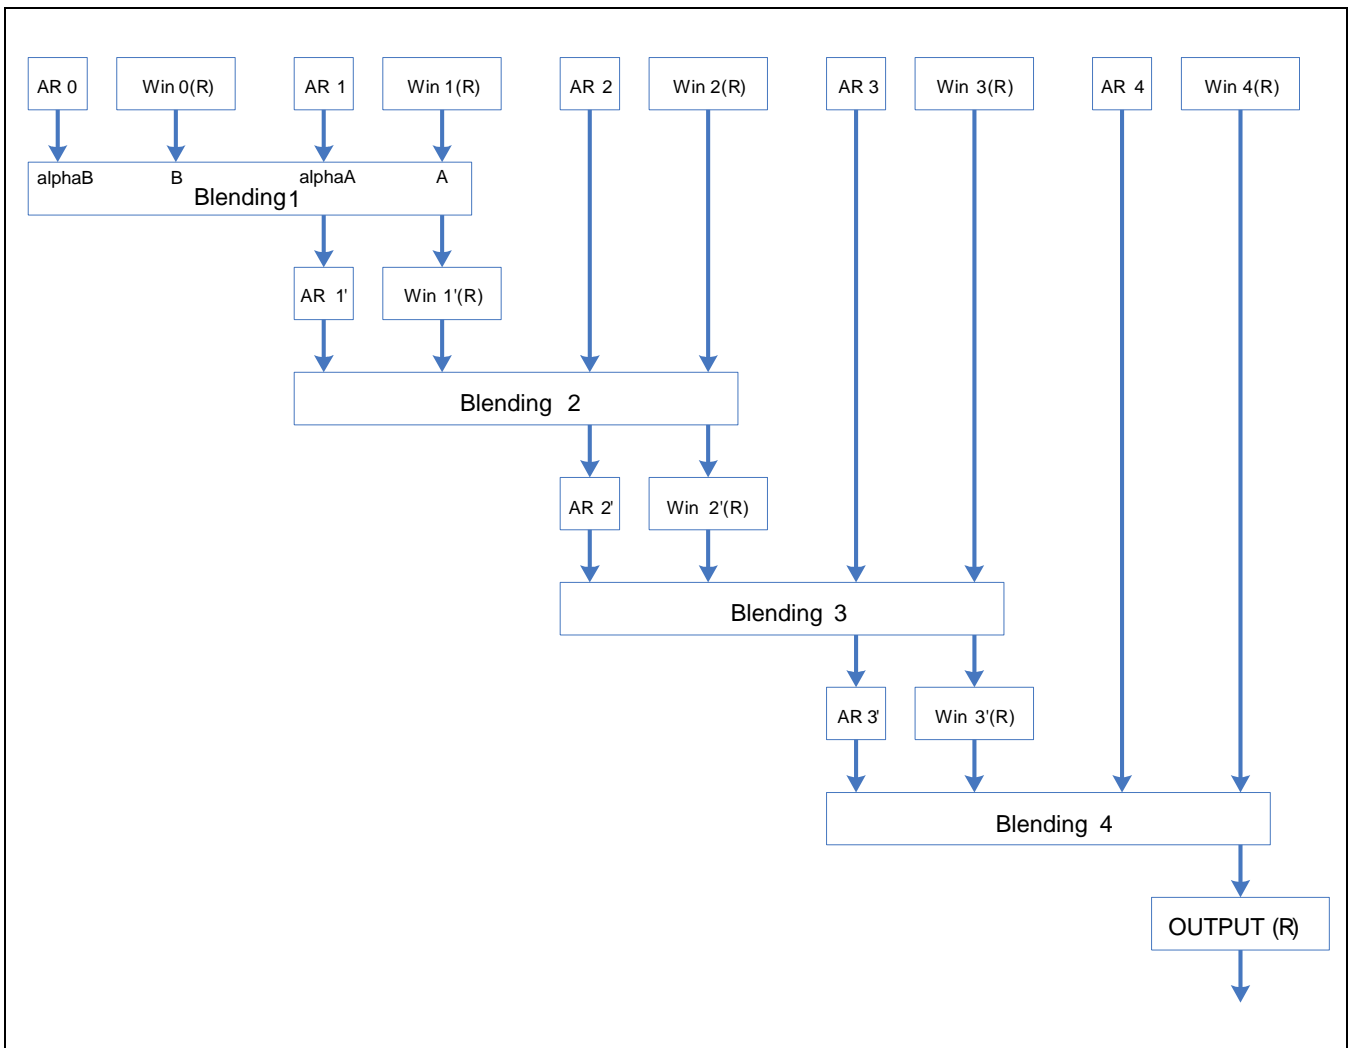 AR 0 Win 0(R) AR 1 Win 1(R) AR 2 Win 2(R) AR 3 Win 3(R) AR 4 Win 4(R)
alphaB B alphaA A
Blending1
AR 1' Win 1'(R)
Blending 2
AR 2' Win 2'(R)
Blending 3
AR 3' Win 3'(R)
Blending 4
OUTPUT (R)